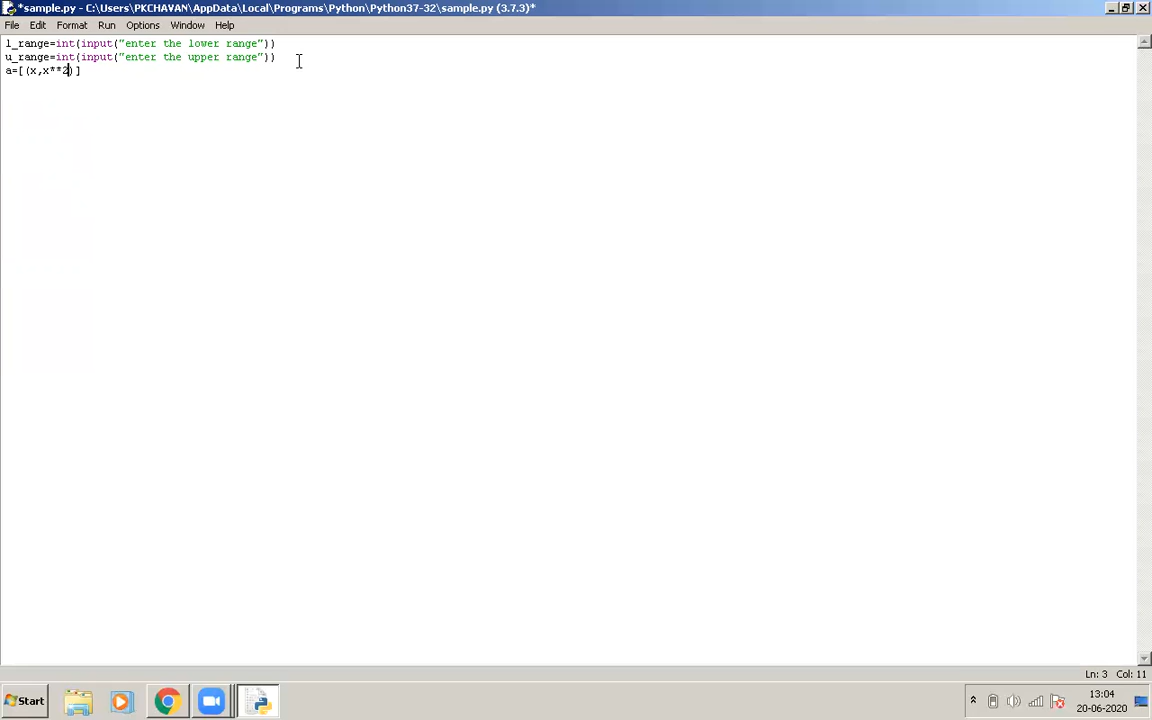 *sample.py - C:\Users\PKCHAVAN\AppData\Local\Programs\Python\Python37-32\sample.py (3.7.3)*
File Edit Format Run Options Window Help
l_range=int(input("enter the lower range"))
u_range=int(input("enter the upper range"))
a=[(x,x**2)]
Ln: 3 Col: 11
Start
13:04
20-06-2020